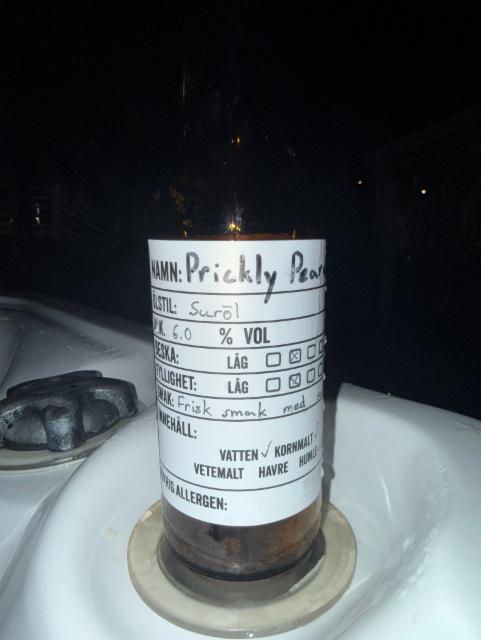 NAMN: Prickly Pear
ÖLSTIL: Suröl
ALK. 6.0 % VOL
BESKA: LÅG
FYLLIGHET: LÅG
SMAK: Frisk smak med
INNEHÅLL:
VATTEN ✓ KORNMALT
VETEMALT HAVRE HUMLE
ÖVRIG ALLERGEN: